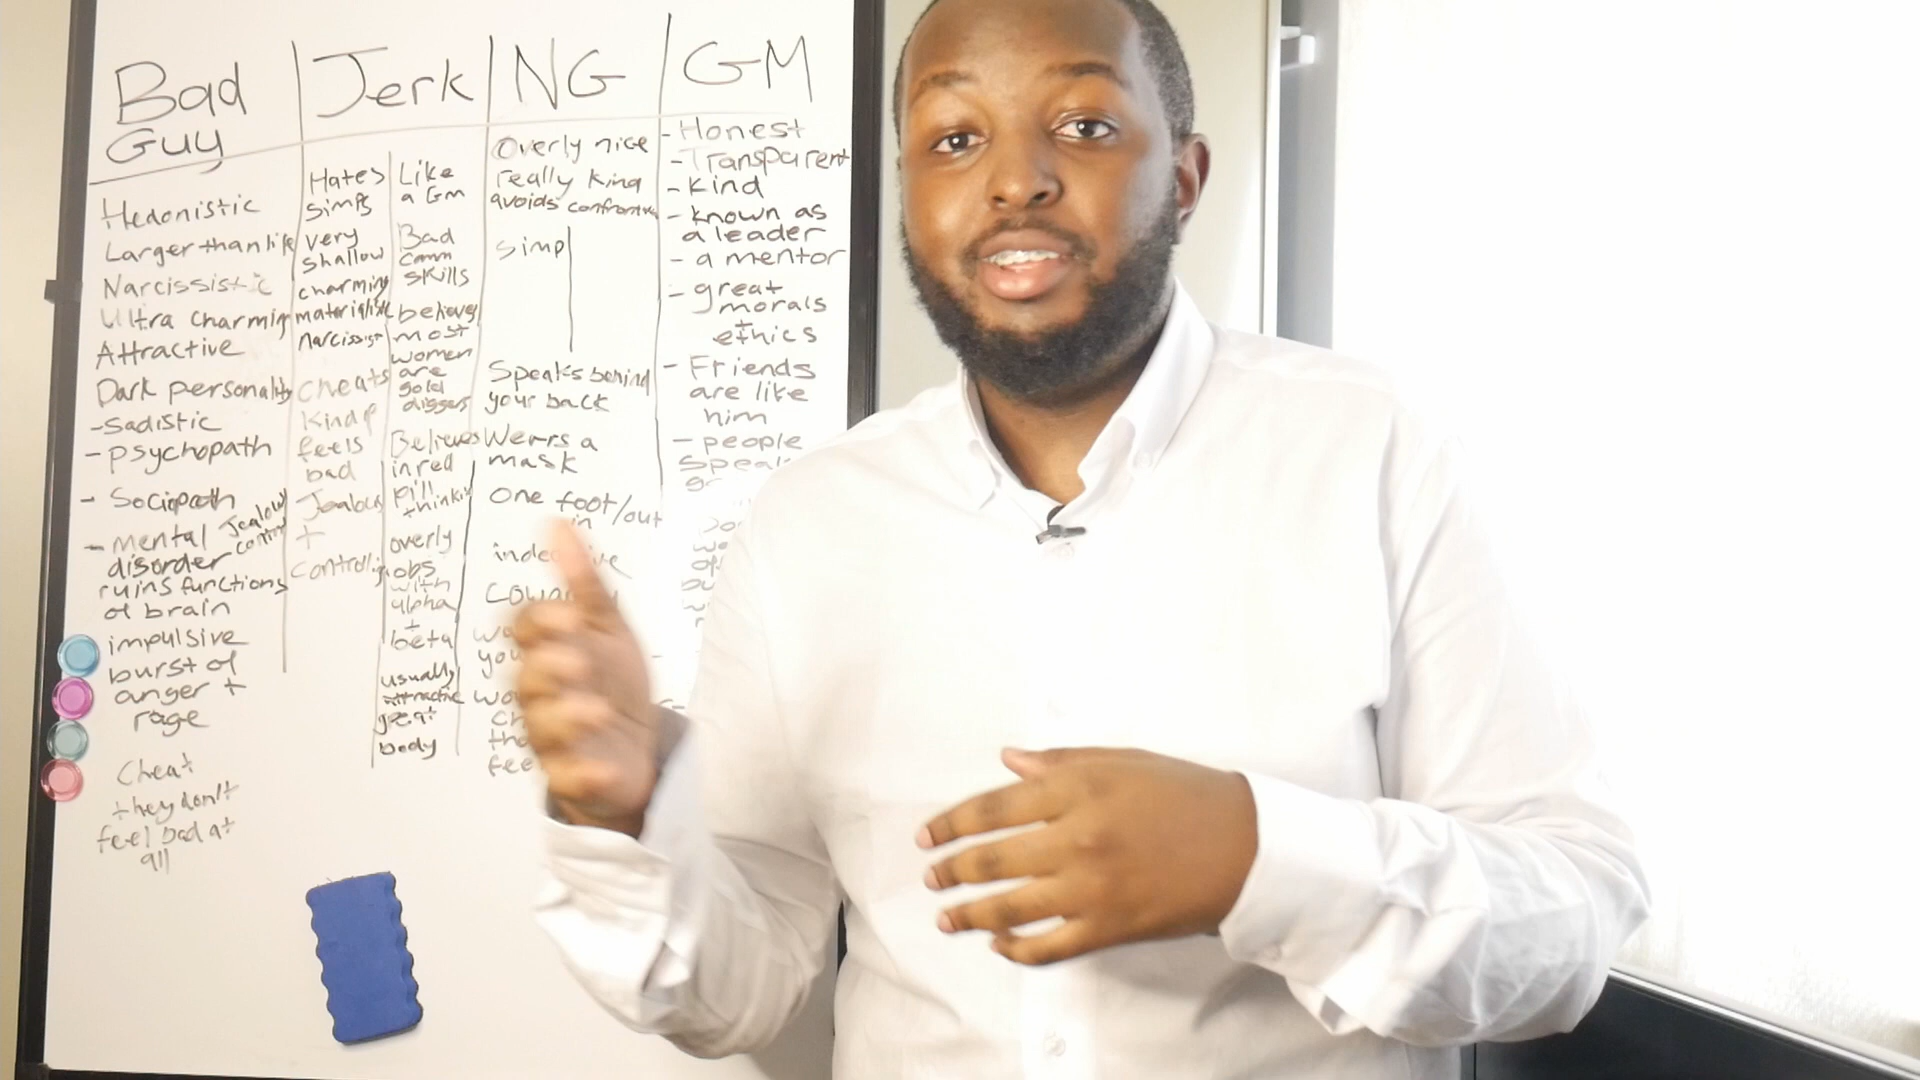 Bad
Guy
Hedonistic
Larger than life
Narcissistic
Ultra charming
Attractive
Dark personality
-Sadistic
- psychopath
- Sociopath
- mental
disorder
Jealous
control
ruins functions
of brain
impulsive
burst of
anger +
rage
Cheat
they don't
feel bad at
all
Jerk
Hates
simps
very
shallow
charming
materialistic
narcissist
cheats
kind of
feels
bad
Jealous
+
controlling
Like
a Gm
Bad
comm
skills
believes
most
women
are
gold
diggers
Believes
in red
pill
thinking
overly
obs
with
alpha
+
beta
usually
great
body
NG
Overly nice
really kind
avoids
simp
Speaks behind
your back
Wears a
mask
One foot/out
in
GM
- Honest
- Transparent
- Kind
- known as
a leader
- a mentor
- great
morals
+
ethics
- Friends
are like
him
- people
speak